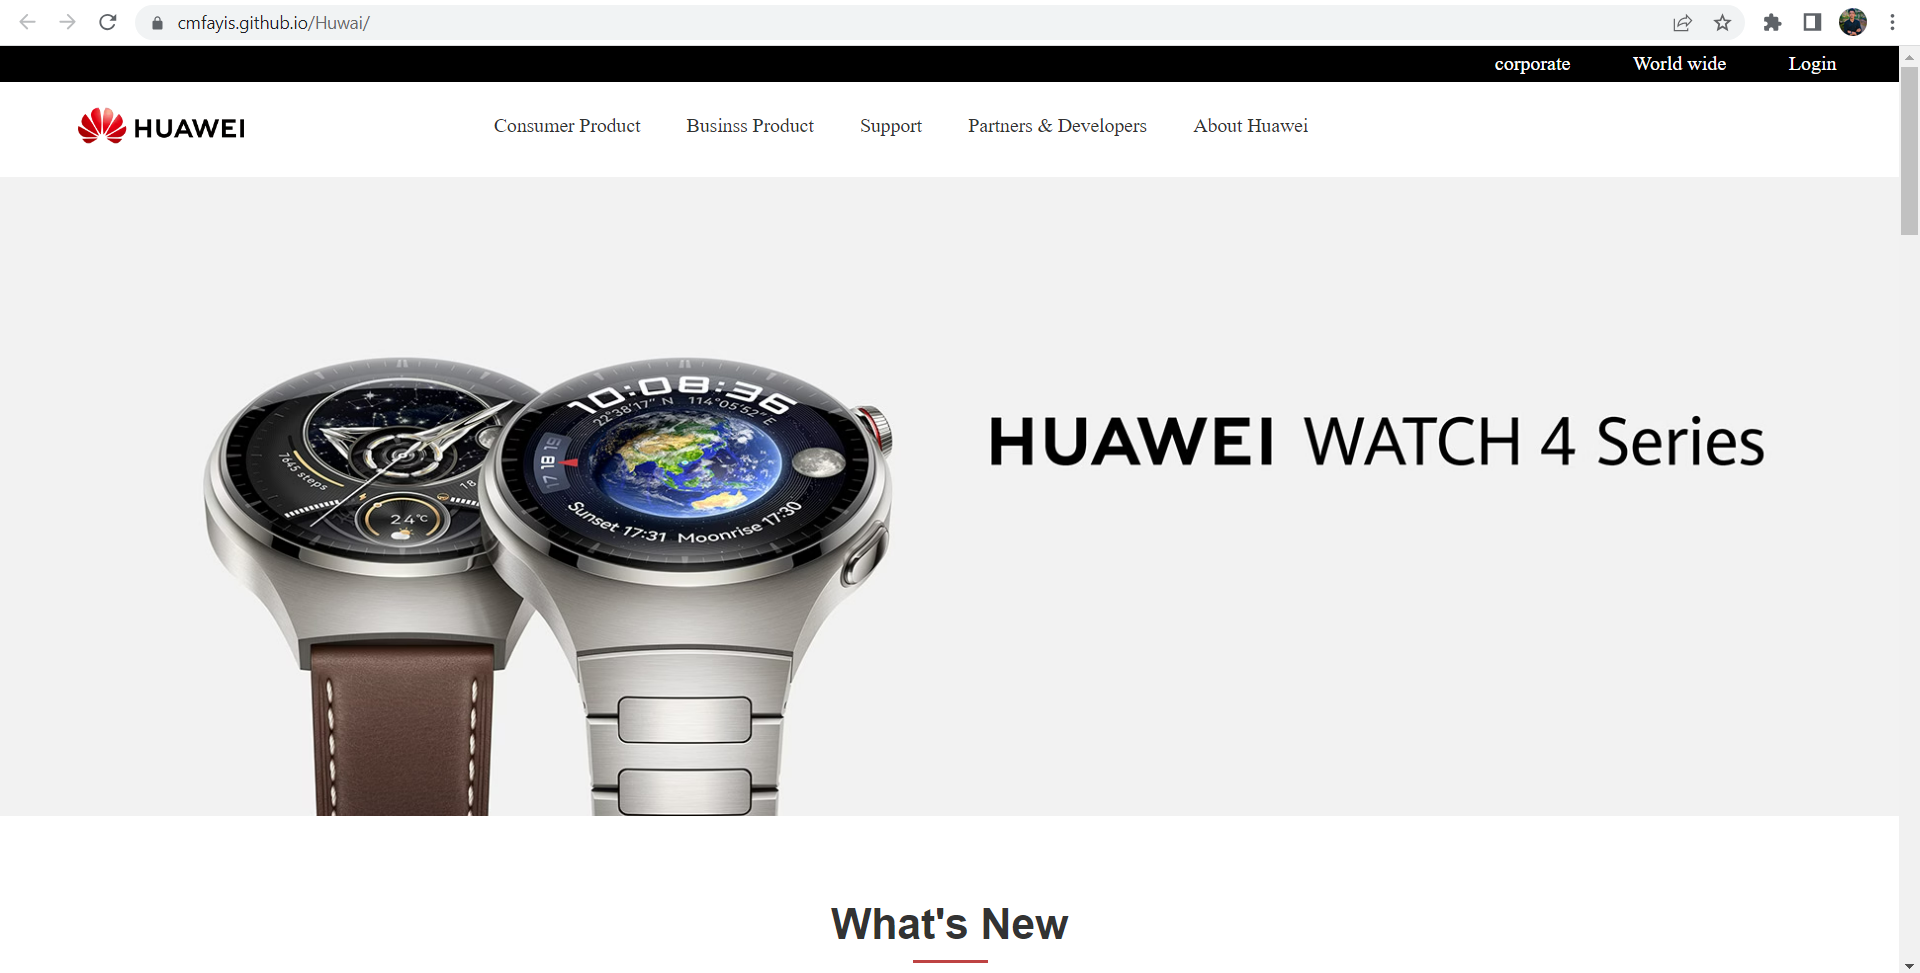 cmfayis.github.io/Huwai/
corporate World wide Login
HUAWEI Consumer Product Businss Product Support Partners & Developers About Huawei
10:08:36
22°38'17" N 114°05'52" E
17 18 19
Sunset 17:31 Moonrise 17:30
7645 steps
18
24°C
HUAWEI WATCH 4 Series
What's New